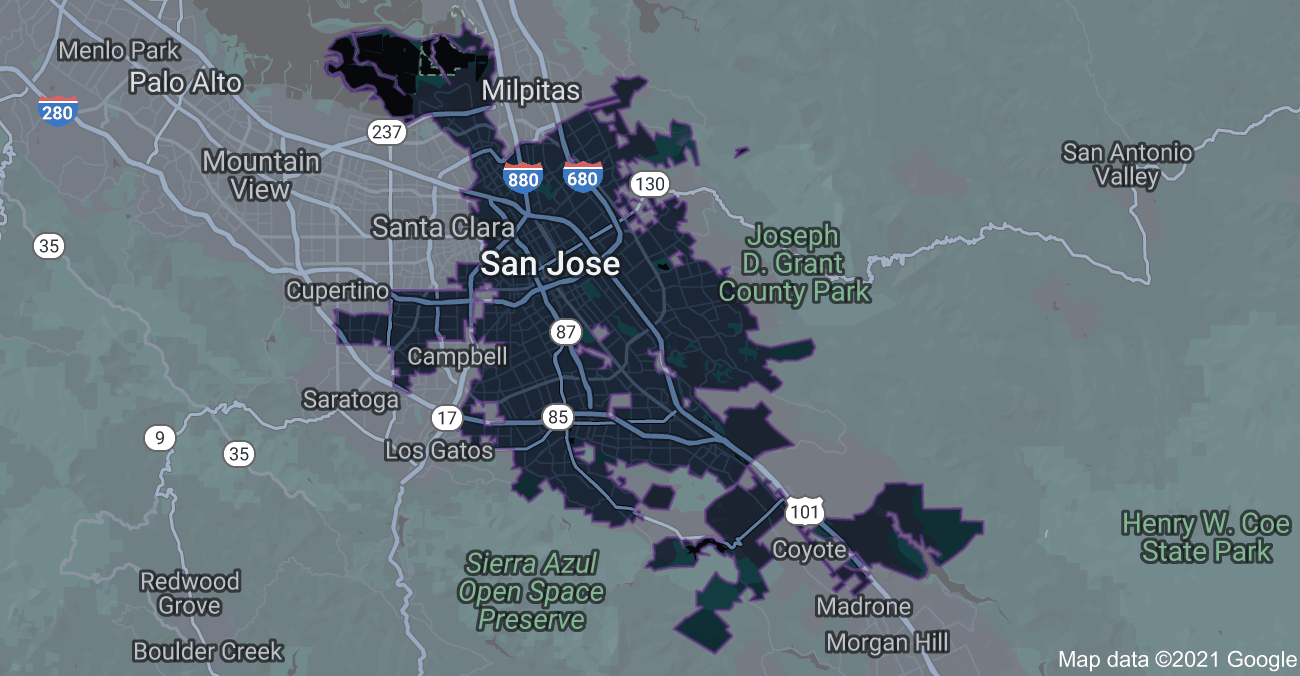 Menlo Park
Palo Alto
280
Milpitas
237
Mountain
View
880
680
130
San Antonio
Valley
Santa Clara
35
Joseph
D. Grant
County Park
San Jose
Cupertino
87
Campbell
Saratoga
17
85
9
35
Los Gatos
101
Henry W. Coe
State Park
Coyote
Sierra Azul
Open Space
Preserve
Redwood
Grove
Madrone
Morgan Hill
Boulder Creek
Map data ©2021 Google